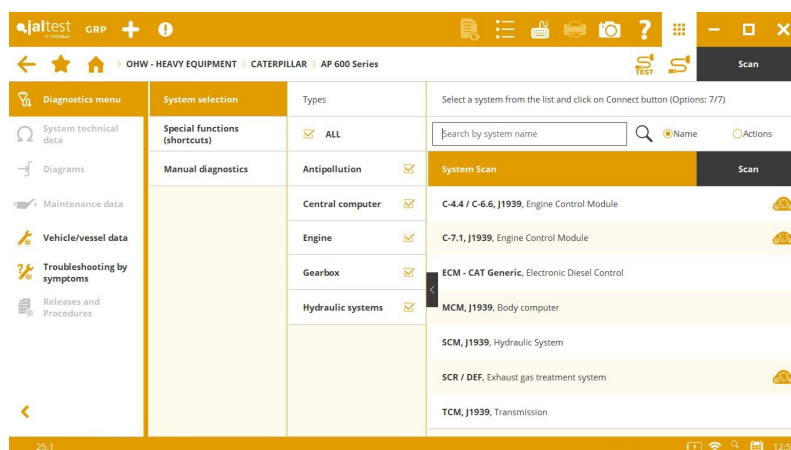 jaltest GRP
OHW - HEAVY EQUIPMENT > CATERPILLAR > AP 600 Series
TEST
Scan
Diagnostics menu
System technical
data
Diagrams
Maintenance data
Vehicle/vessel data
Troubleshooting by
symptoms
Releases and
Procedures
System selection
Special functions
(shortcuts)
Manual diagnostics
Types
ALL
Antipollution
Central computer
Engine
Gearbox
Hydraulic systems
Select a system from the list and click on Connect button (Options: 7/7)
Search by system name
Name
Actions
System Scan
Scan
C-4.4 / C-6.6, J1939, Engine Control Module
C-7.1, J1939, Engine Control Module
ECM - CAT Generic, Electronic Diesel Control
MCM, J1939, Body computer
SCM, J1939, Hydraulic System
SCR / DEF, Exhaust gas treatment system
TCM, J1939, Transmission
25.1